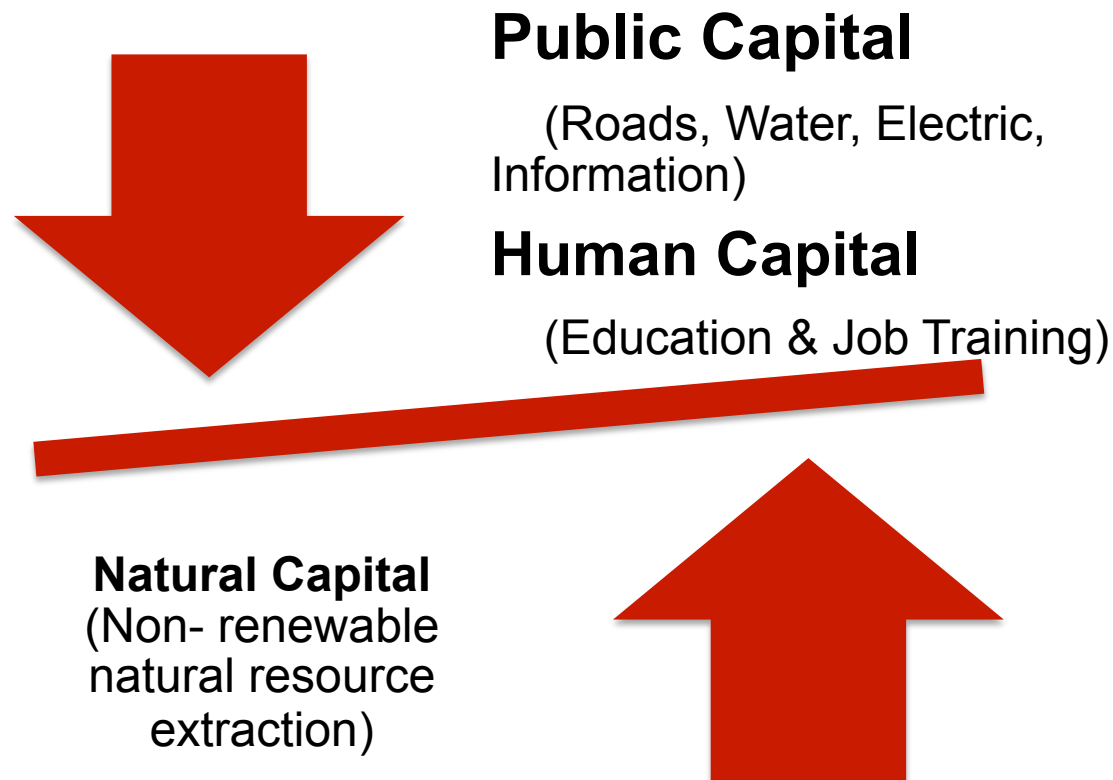 Public Capital
(Roads, Water, Electric,
Information)
Human Capital
(Education & Job Training)
Natural Capital
(Non- renewable
natural resource
extraction)